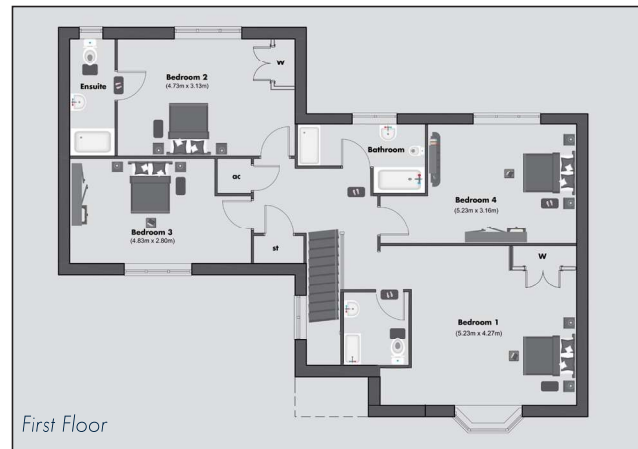 Ensuite
Bedroom 2
(4.73m x 3.13m)
W
Bathroom
Bedroom 4
(5.23m x 3.16m)
ac
Bedroom 3
(4.83m x 2.80m)
st
W
Bedroom 1
(5.23m x 4.27m)
First Floor